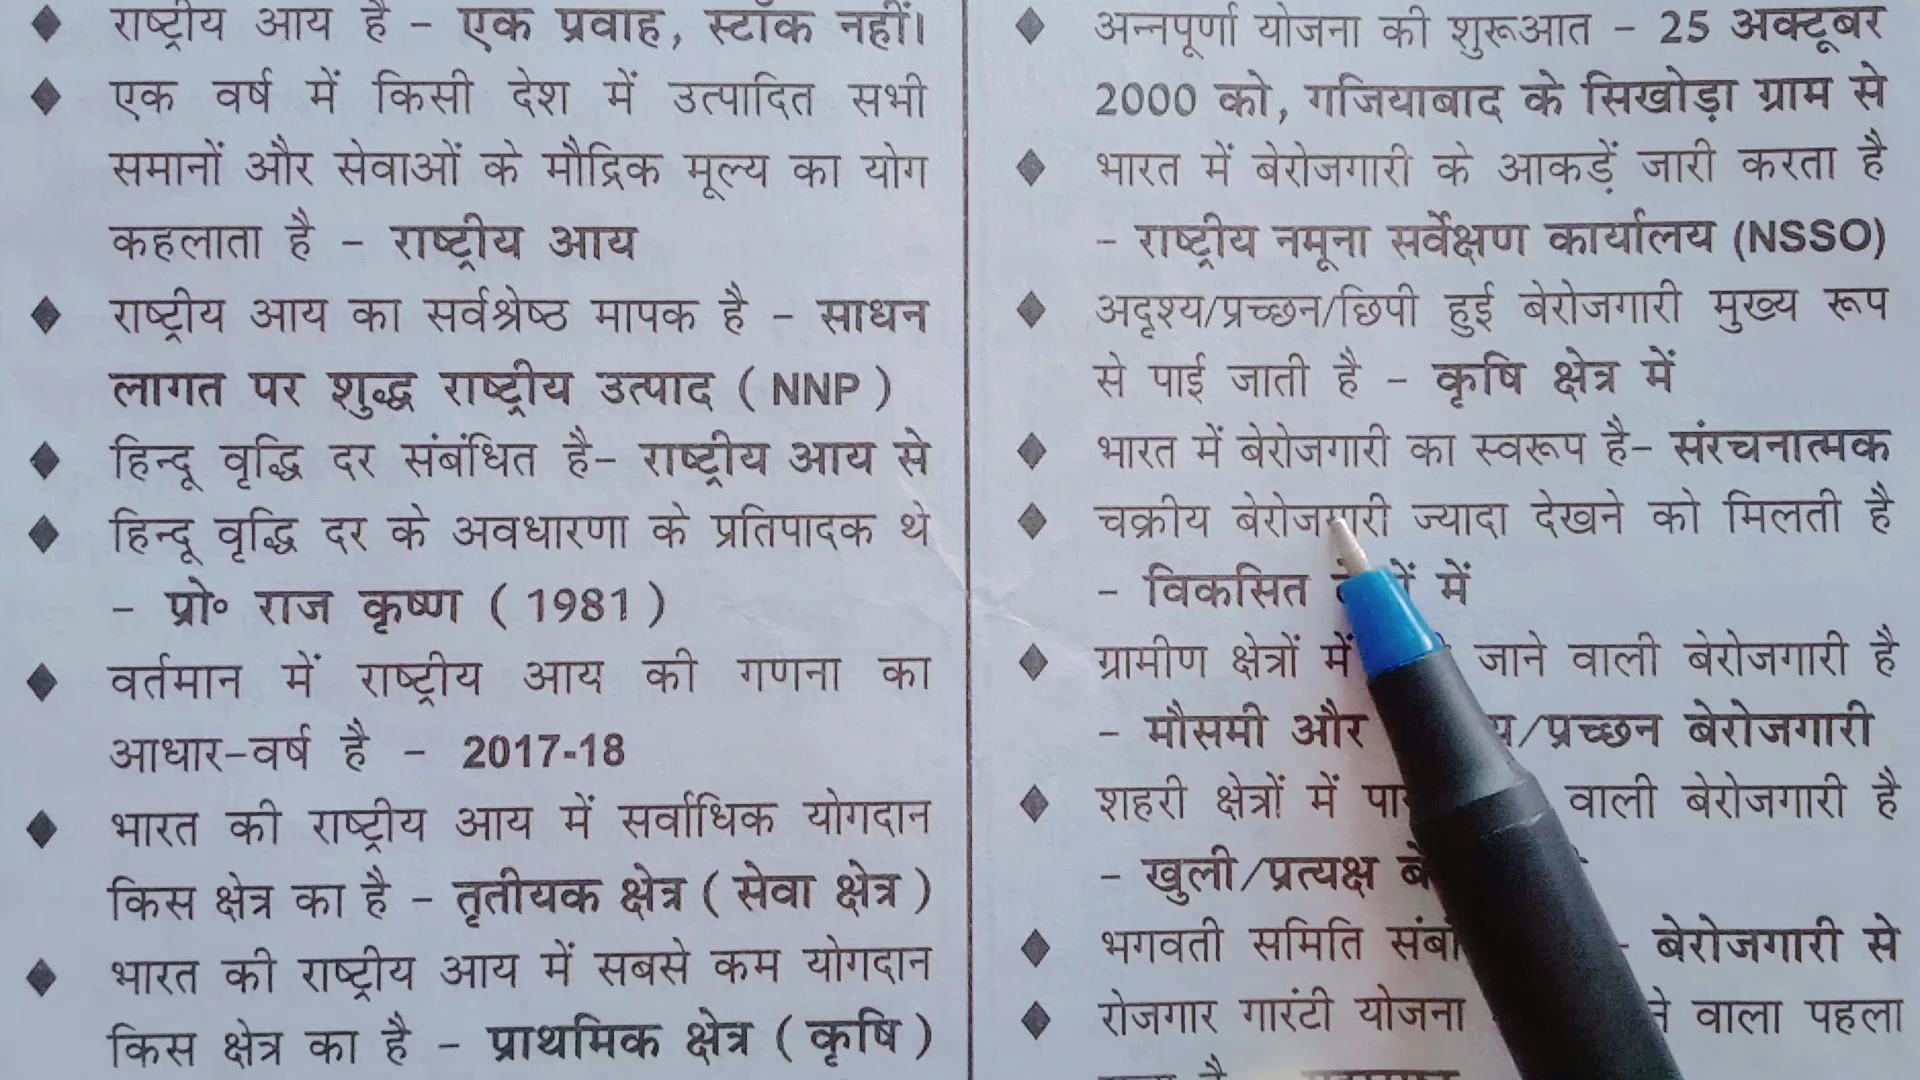 राष्ट्रीय आय है - एक प्रवाह, स्टॉक नहीं।
एक वर्ष में किसी देश में उत्पादित सभी
समानों और सेवाओं के मौद्रिक मूल्य का योग
कहलाता है - राष्ट्रीय आय
राष्ट्रीय आय का सर्वश्रेष्ठ मापक है - साधन
लागत पर शुद्ध राष्ट्रीय उत्पाद ( NNP )
हिन्दू वृद्धि दर संबंधित है- राष्ट्रीय आय से
हिन्दू वृद्धि दर के अवधारणा के प्रतिपादक थे
- प्रो॰ राज कृष्ण ( 1981 )
वर्तमान में राष्ट्रीय आय की गणना का
आधार-वर्ष है - 2017-18
भारत की राष्ट्रीय आय में सर्वाधिक योगदान
किस क्षेत्र का है - तृतीयक क्षेत्र ( सेवा क्षेत्र )
भारत की राष्ट्रीय आय में सबसे कम योगदान
किस क्षेत्र का है - प्राथमिक क्षेत्र ( कृषि )
अन्नपूर्णा योजना की शुरूआत - 25 अक्टूबर
2000 को, गजियाबाद के सिखोड़ा ग्राम से
भारत में बेरोजगारी के आकड़ें जारी करता है
- राष्ट्रीय नमूना सर्वेक्षण कार्यालय (NSSO)
अदृश्य/प्रच्छन/छिपी हुई बेरोजगारी मुख्य रूप
से पाई जाती है - कृषि क्षेत्र में
भारत में बेरोजगारी का स्वरूप है- संरचनात्मक
चक्रीय बेरोजगारी ज्यादा देखने को मिलती है
- विकसित में
ग्रामीण क्षेत्रों में जाने वाली बेरोजगारी है
- मौसमी और /प्रच्छन बेरोजगारी
शहरी क्षेत्रों में वाली बेरोजगारी है
- खुली/प्रत्यक्ष
भगवती समिति - बेरोजगारी से
रोजगार गारंटी योजना वाला पहला